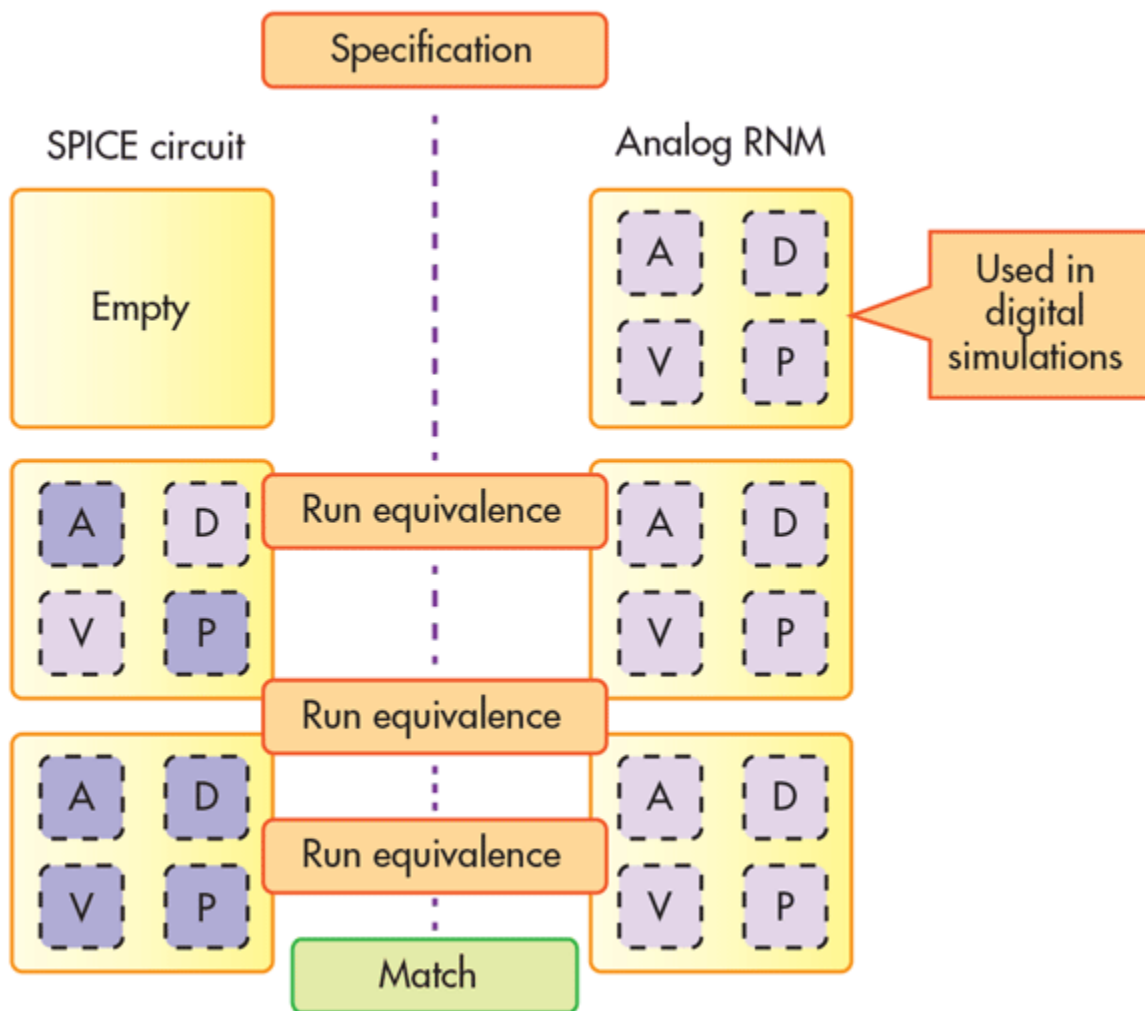 Specification
SPICE circuit
Analog RNM
Empty
A D
V P
Used in
digital
simulations
A D
V P
Run equivalence
A D
V P
Run equivalence
A D
V P
Run equivalence
A D
V P
Match